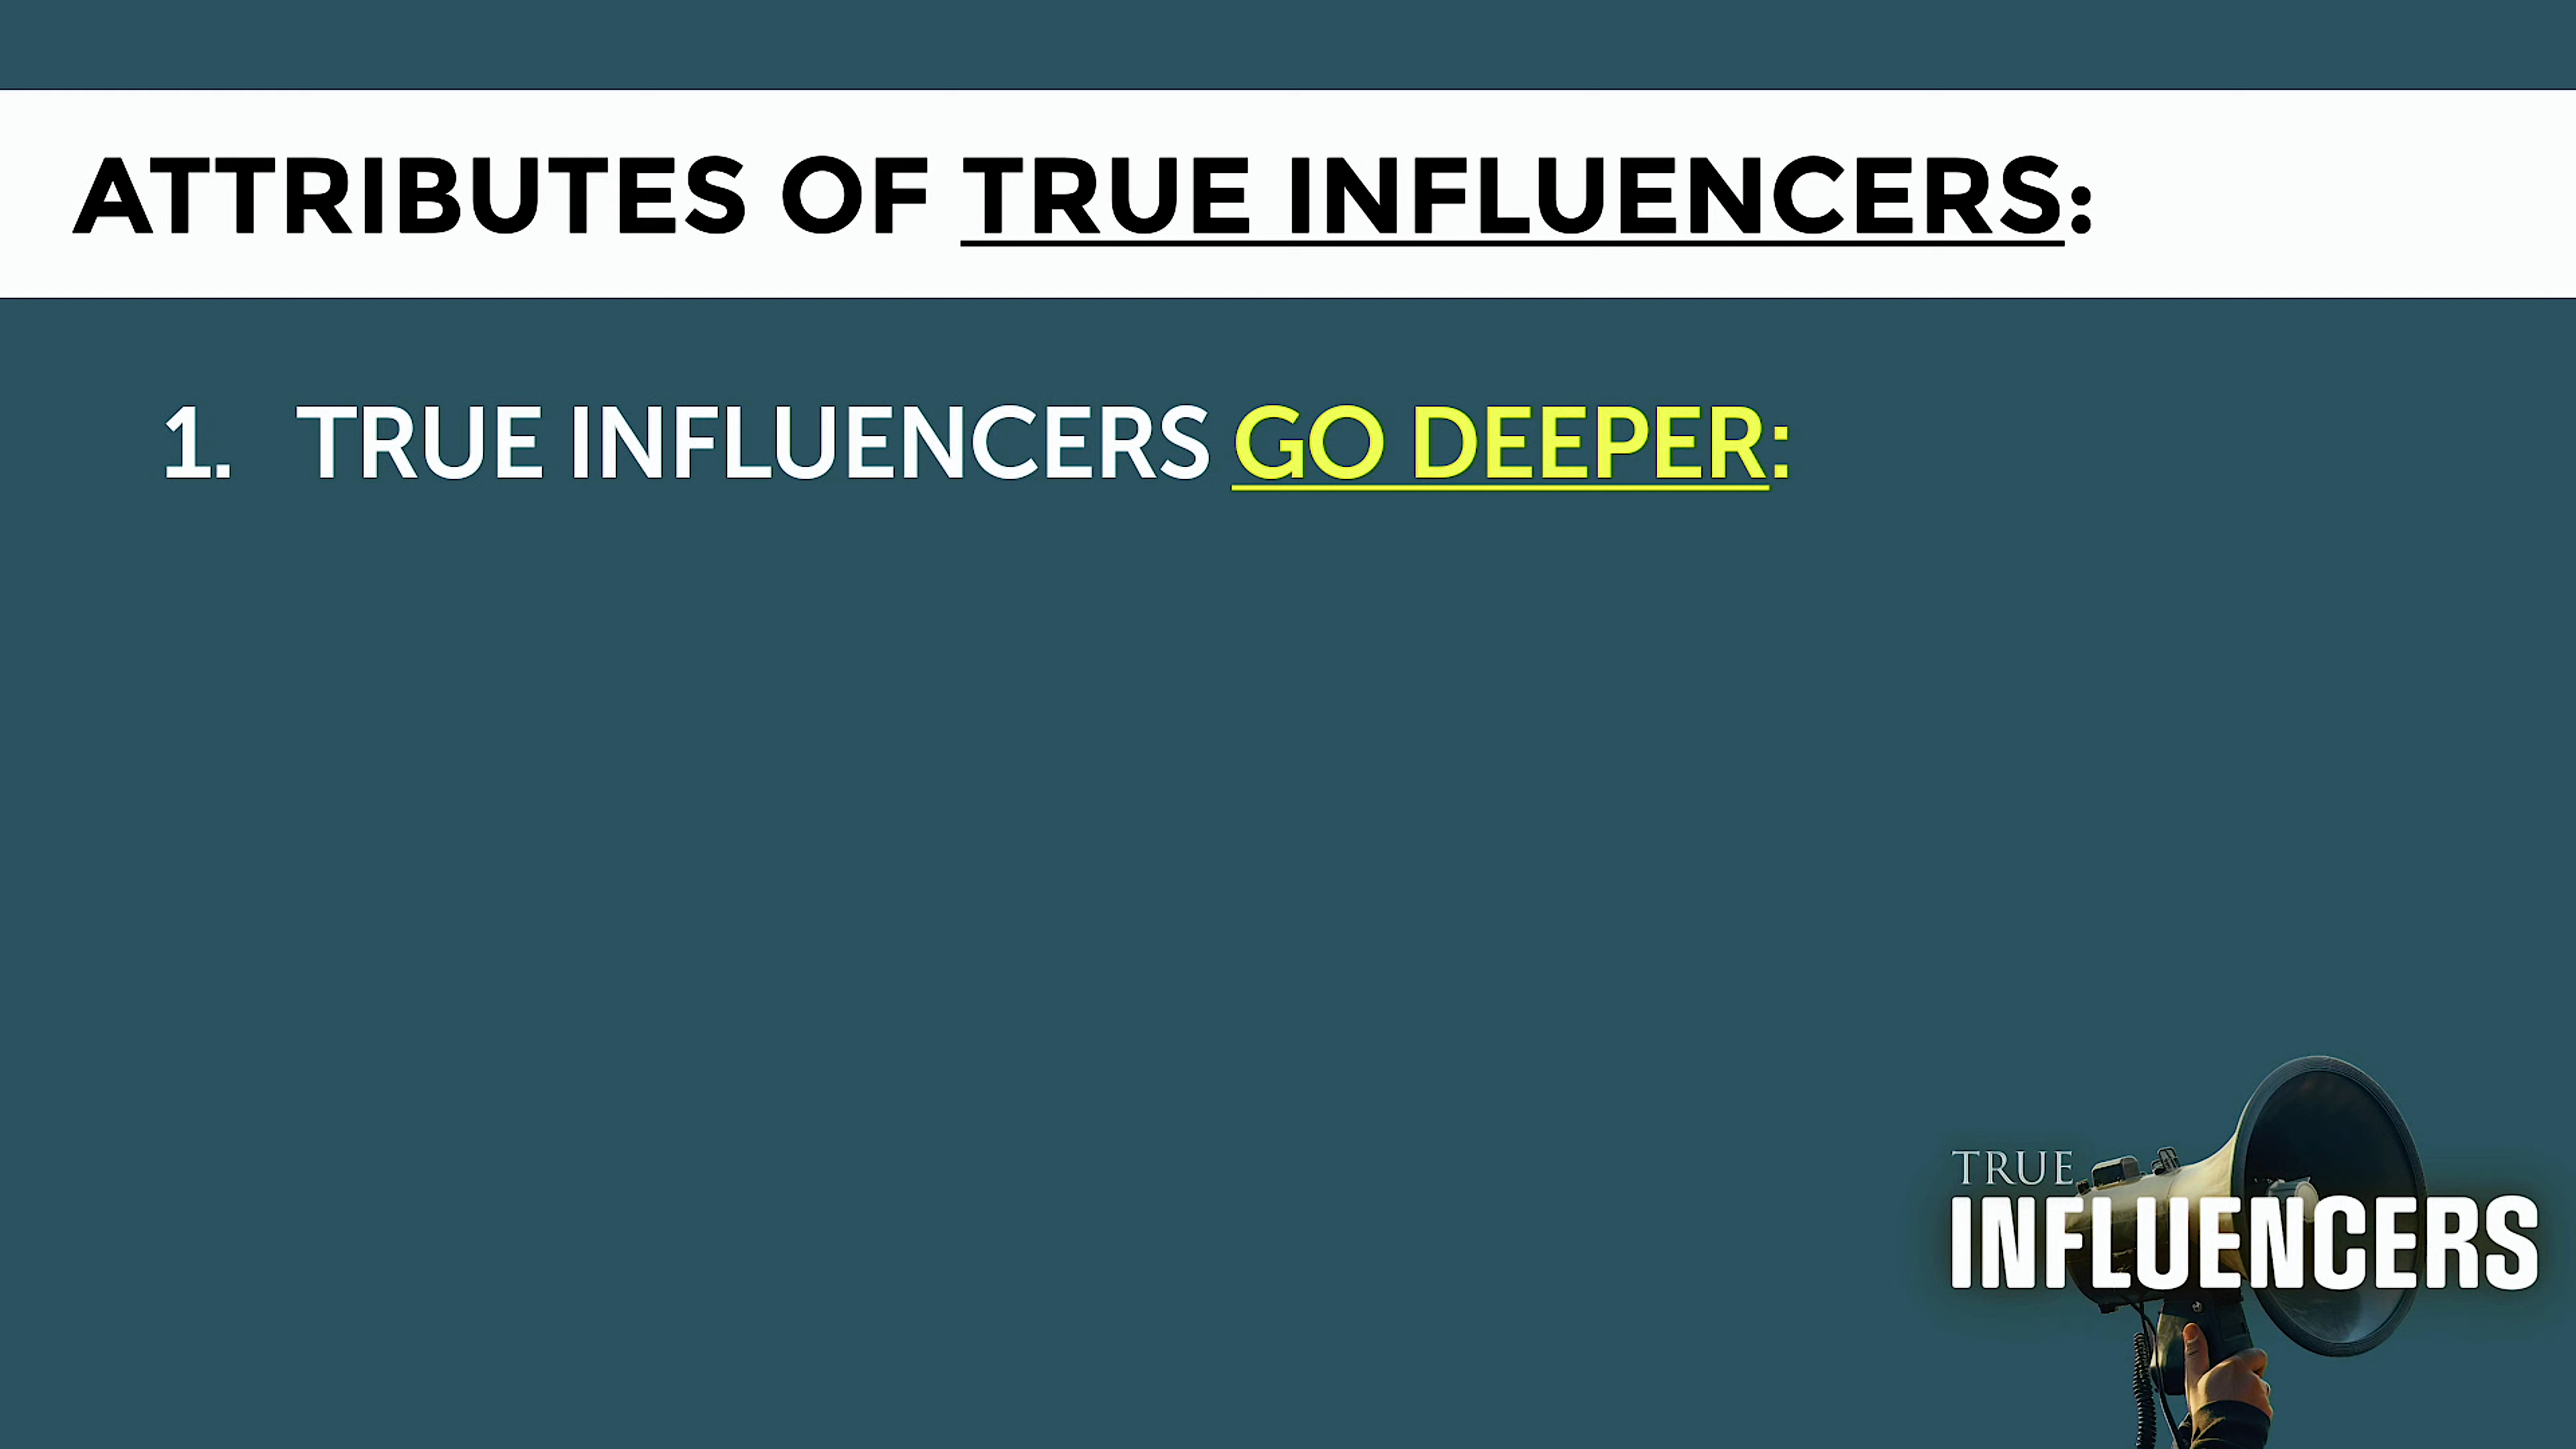 ATTRIBUTES OF TRUE INFLUENCERS:
1. TRUE INFLUENCERS GO DEEPER:
TRUE
INFLUENCERS